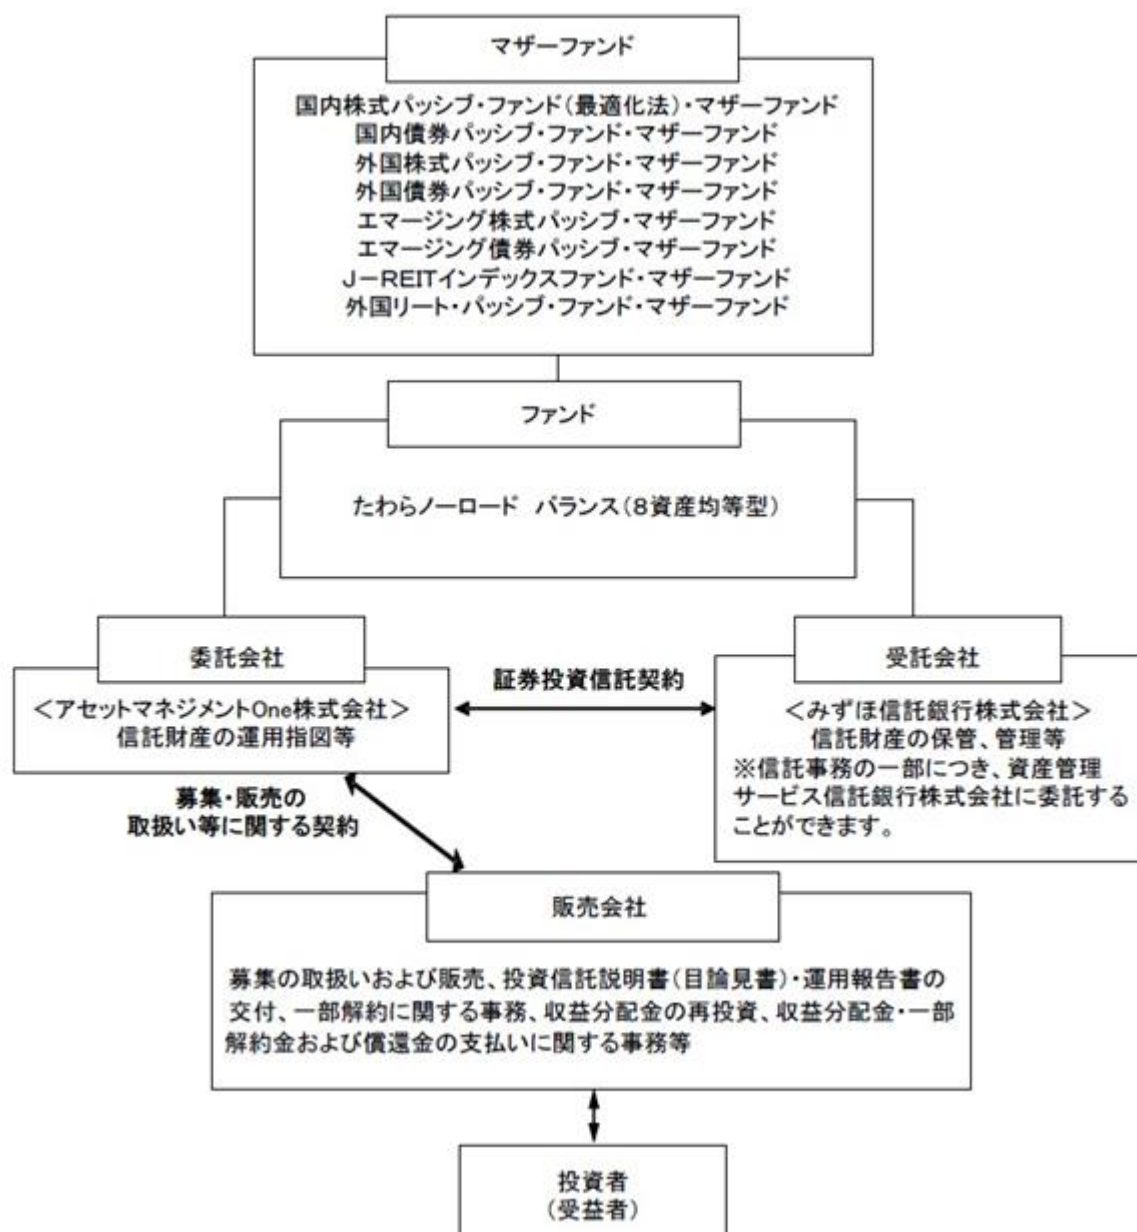 マザーファンド
国内株式パッシブ・ファンド(最適化法)・マザーファンド
国内債券パッシブ・ファンド・マザーファンド
外国株式パッシブ・ファンド・マザーファンド
外国債券パッシブ・ファンド・マザーファンド
エマージング株式パッシブ・マザーファンド
エマージング債券パッシブ・マザーファンド
J-REITインデックスファンド・マザーファンド
外国リート・パッシブ・ファンド・マザーファンド
ファンド
たわらノーロード バランス(8資産均等型)
委託会社
<アセットマネジメントOne株式会社>
信託財産の運用指図等
証券投資信託契約
受託会社
<みずほ信託銀行株式会社>
信託財産の保管、管理等
※信託事務の一部につき、資産管理
サービス信託銀行株式会社に委託する
ことができます。
募集・販売の
取扱い等に関する契約
販売会社
募集の取扱いおよび販売、投資信託説明書(目論見書)・運用報告書の
交付、一部解約に関する事務、収益分配金の再投資、収益分配金・一部
解約金および償還金の支払いに関する事務等
投資者
(受益者)